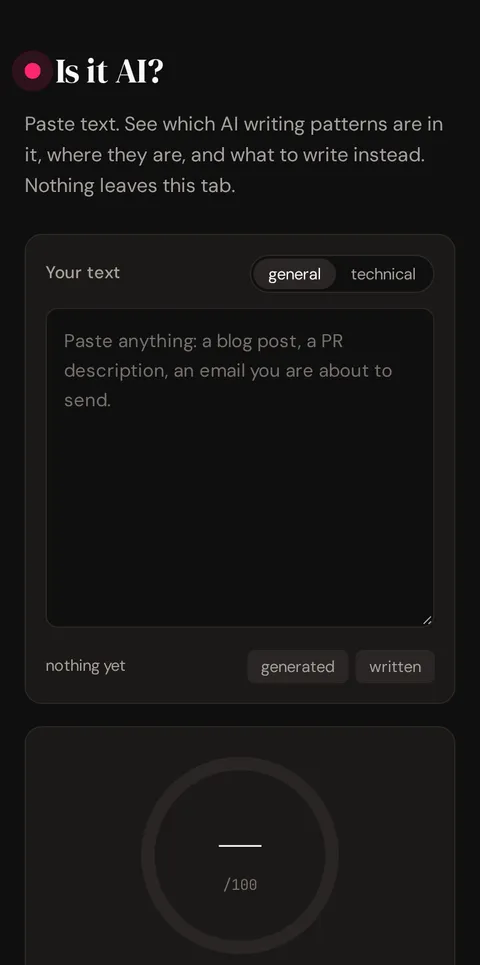 Is it AI?
Paste text. See which AI writing patterns are in
it, where they are, and what to write instead.
Nothing leaves this tab.
Your text
general
technical
Paste anything: a blog post, a PR
description, an email you are about to
send.
nothing yet
generated
written
—
/100